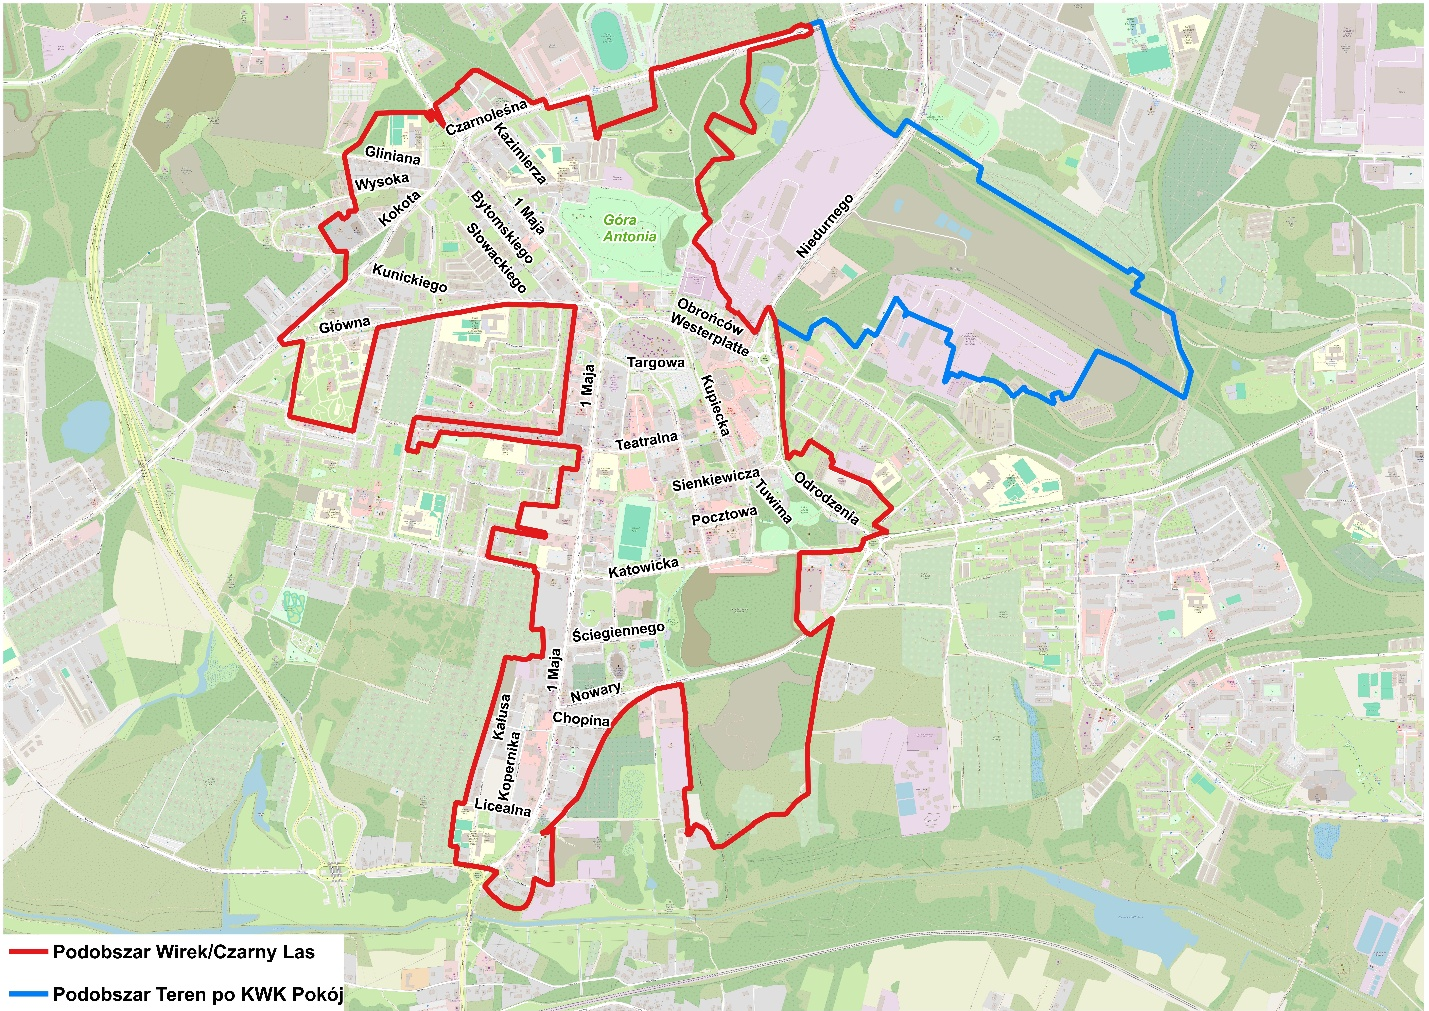 Czarnoleśna
Kazimierza
Gliniana
Wysoka
Kokota
Bytomskiego
1 Maja
Słowackiego
Góra
Antonia
Niedurnego
Kunickiego
Główna
Obrońców
Westerplatte
Targowa
1 Maja
Kupiecka
Teatralna
Sienkiewicza
Tuwima
Odrodzenia
Pocztowa
Katowicka
Ściegiennego
1 Maja
Nowary
Kałusa
Chopina
Kopernika
Licealna
Podobszar Wirek/Czarny Las
Podobszar Teren po KWK Pokój